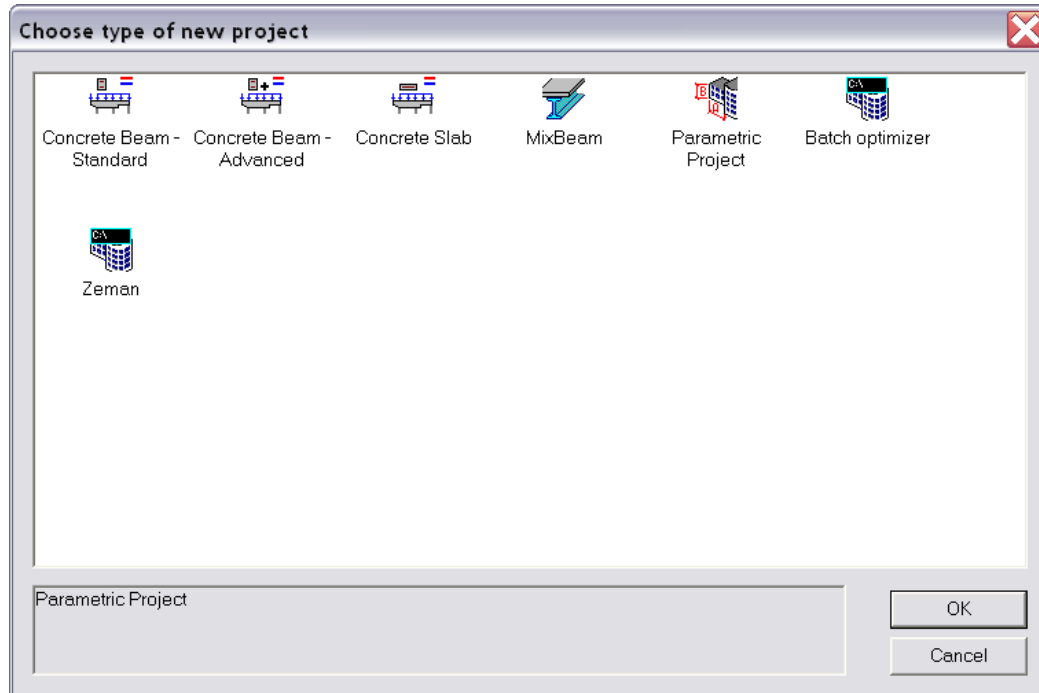 Choose type of new project
Concrete Beam - Standard
Concrete Beam - Advanced
Concrete Slab
MixBeam
Parametric Project
Batch optimizer
Zeman
Parametric Project
OK
Cancel